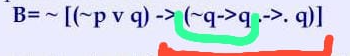 B= ~ [(~p v q) -> (~q->q .->. q)]